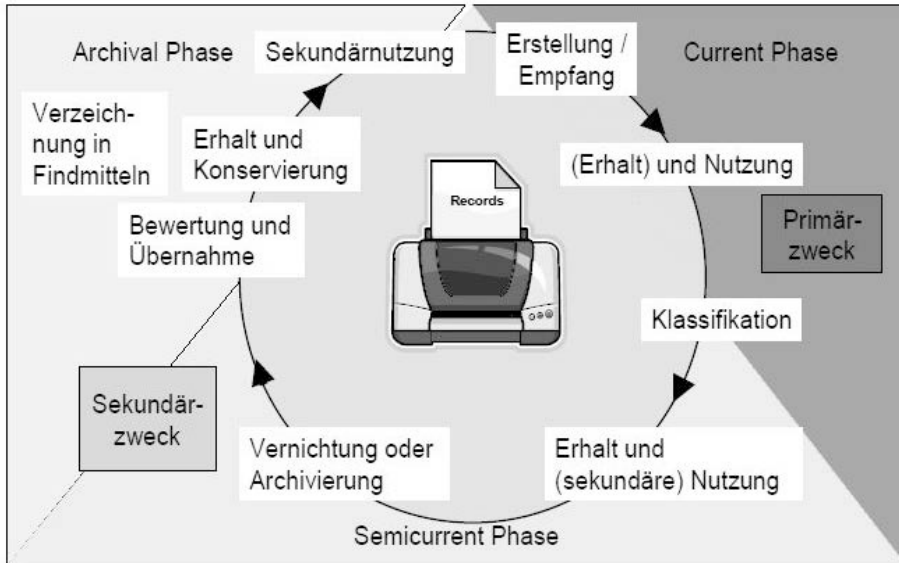 Archival Phase
Sekundärnutzung
Erstellung /
Empfang
Current Phase
Verzeich-
nung in
Findmitteln
Erhalt und
Konservierung
(Erhalt) und Nutzung
Records
Bewertung und
Übernahme
Primär-
zweck
Klassifikation
Sekundär-
zweck
Vernichtung oder
Archivierung
Erhalt und
(sekundäre) Nutzung
Semicurrent Phase